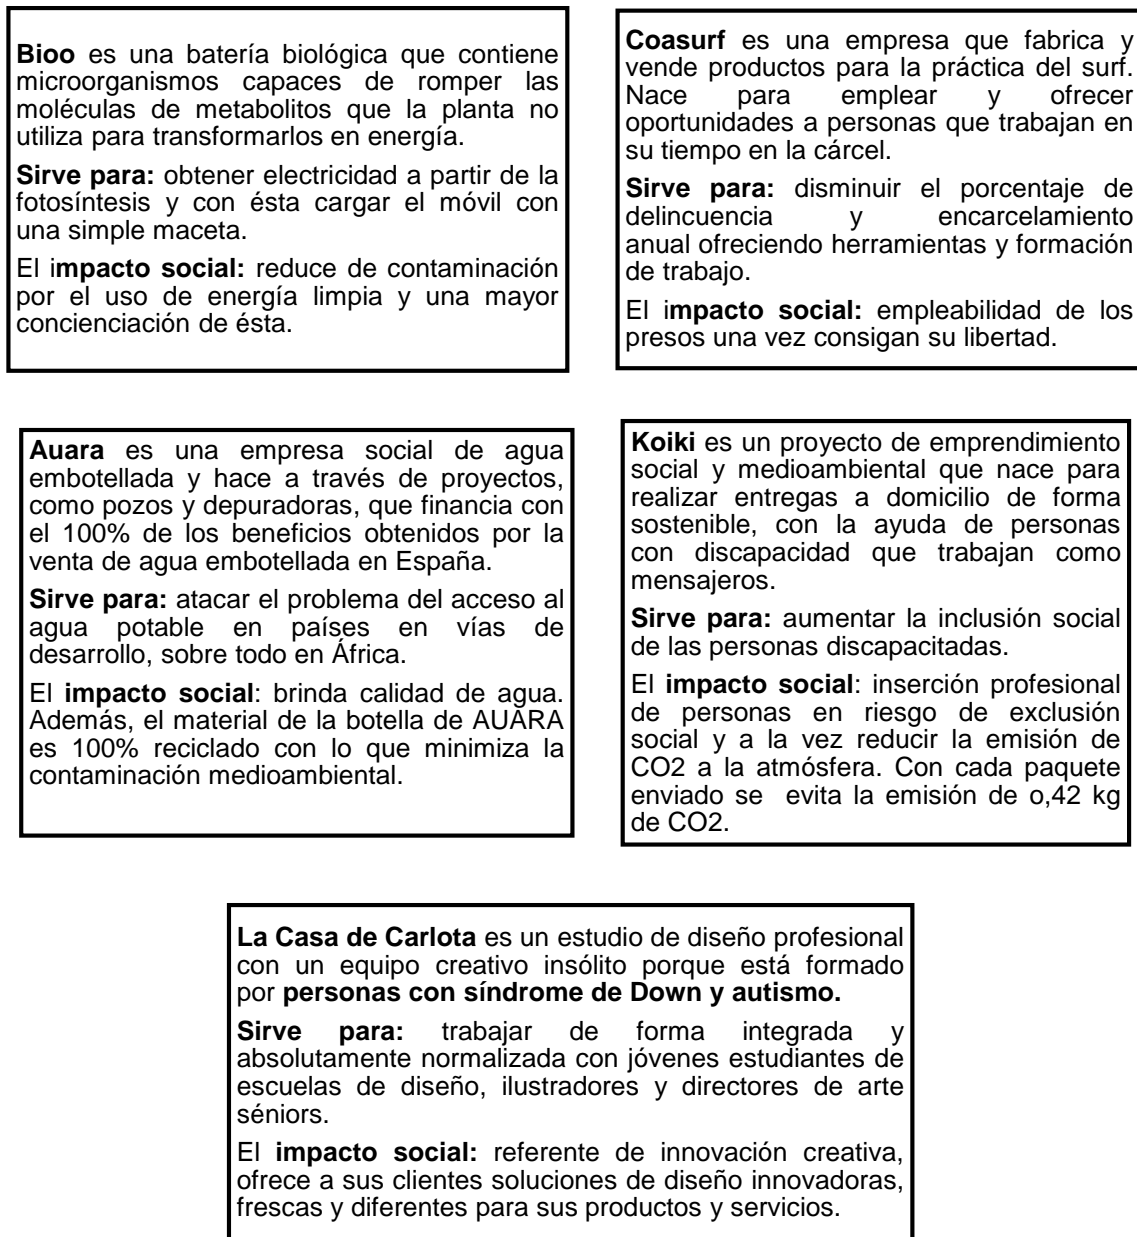 Bioo es una batería biológica que contiene
microorganismos capaces de romper las
moléculas de metabolitos que la planta no
utiliza para transformarlos en energía.
Sirve para: obtener electricidad a partir de la
fotosíntesis y con ésta cargar el móvil con
una simple maceta.
El impacto social: reduce de contaminación
por el uso de energía limpia y una mayor
concienciación de ésta.
Coasurf es una empresa que fabrica y
vende productos para la práctica del surf.
Nace para emplear y ofrecer
oportunidades a personas que trabajan en
su tiempo en la cárcel.
Sirve para: disminuir el porcentaje de
delincuencia y encarcelamiento
anual ofreciendo herramientas y formación
de trabajo.
El impacto social: empleabilidad de los
presos una vez consigan su libertad.
Auara es una empresa social de agua
embotellada y hace a través de proyectos,
como pozos y depuradoras, que financia con
el 100% de los beneficios obtenidos por la
venta de agua embotellada en España.
Sirve para: atacar el problema del acceso al
agua potable en países en vías de
desarrollo, sobre todo en África.
El impacto social: brinda calidad de agua.
Además, el material de la botella de AUARA
es 100% reciclado con lo que minimiza la
contaminación medioambiental.
Koiki es un proyecto de emprendimiento
social y medioambiental que nace para
realizar entregas a domicilio de forma
sostenible, con la ayuda de personas
con discapacidad que trabajan como
mensajeros.
Sirve para: aumentar la inclusión social
de las personas discapacitadas.
El impacto social: inserción profesional
de personas en riesgo de exclusión
social y a la vez reducir la emisión de
CO2 a la atmósfera. Con cada paquete
enviado se evita la emisión de o,42 kg
de CO2.
La Casa de Carlota es un estudio de diseño profesional
con un equipo creativo insólito porque está formado
por personas con síndrome de Down y autismo.
Sirve para: trabajar de forma integrada y
absolutamente normalizada con jóvenes estudiantes de
escuelas de diseño, ilustradores y directores de arte
séniors.
El impacto social: referente de innovación creativa,
ofrece a sus clientes soluciones de diseño innovadoras,
frescas y diferentes para sus productos y servicios.